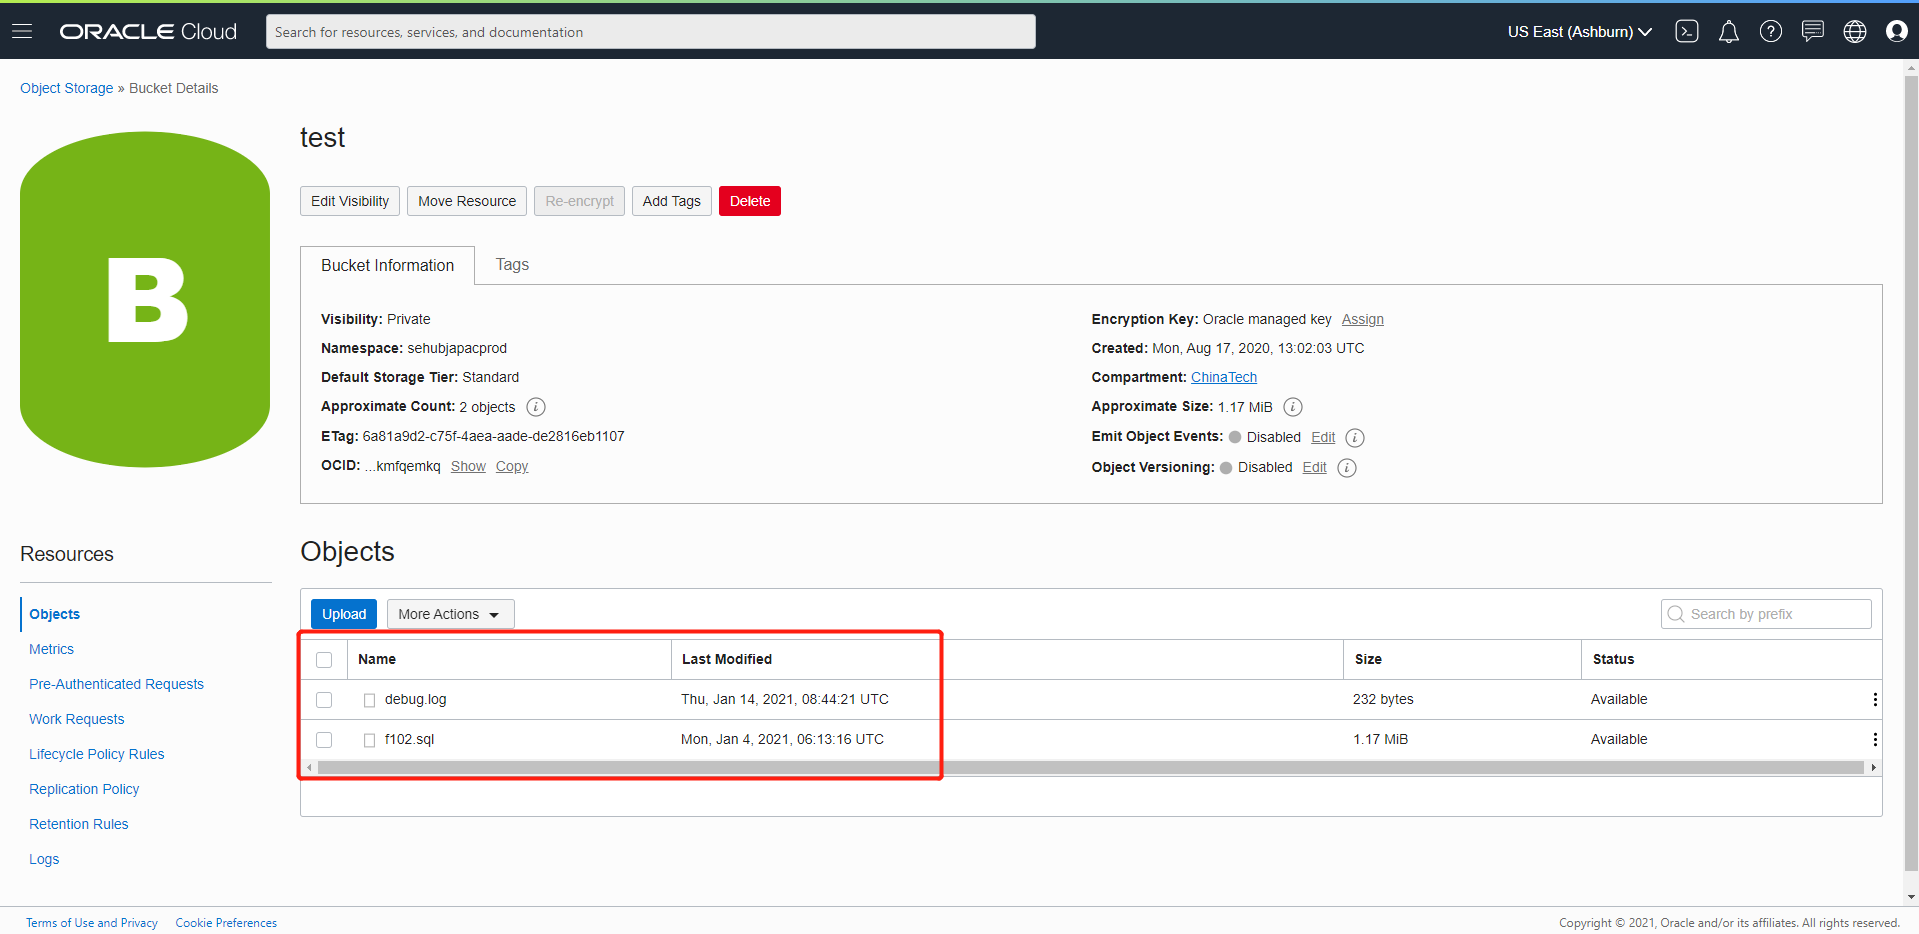 ORACLE Cloud
Search for resources, services, and documentation
US East (Ashburn)
Object Storage » Bucket Details
B
test
Edit Visibility Move Resource Re-encrypt Add Tags Delete
Bucket Information Tags
Visibility: Private
Namespace: sehubjapacprod
Default Storage Tier: Standard
Approximate Count: 2 objects i
ETag: 6a81a9d2-c75f-4aea-aade-de2816eb1107
OCID: ...kmfqemkq Show Copy
Encryption Key: Oracle managed key Assign
Created: Mon, Aug 17, 2020, 13:02:03 UTC
Compartment: ChinaTech
Approximate Size: 1.17 MiB i
Emit Object Events: Disabled Edit i
Object Versioning: Disabled Edit i
Resources
Objects
Metrics
Pre-Authenticated Requests
Work Requests
Lifecycle Policy Rules
Replication Policy
Retention Rules
Logs
Objects
Upload More Actions
Search by prefix
Name Last Modified Size Status
debug.log Thu, Jan 14, 2021, 08:44:21 UTC 232 bytes Available
f102.sql Mon, Jan 4, 2021, 06:13:16 UTC 1.17 MiB Available
Terms of Use and Privacy Cookie Preferences
Copyright © 2021, Oracle and/or its affiliates. All rights reserved.